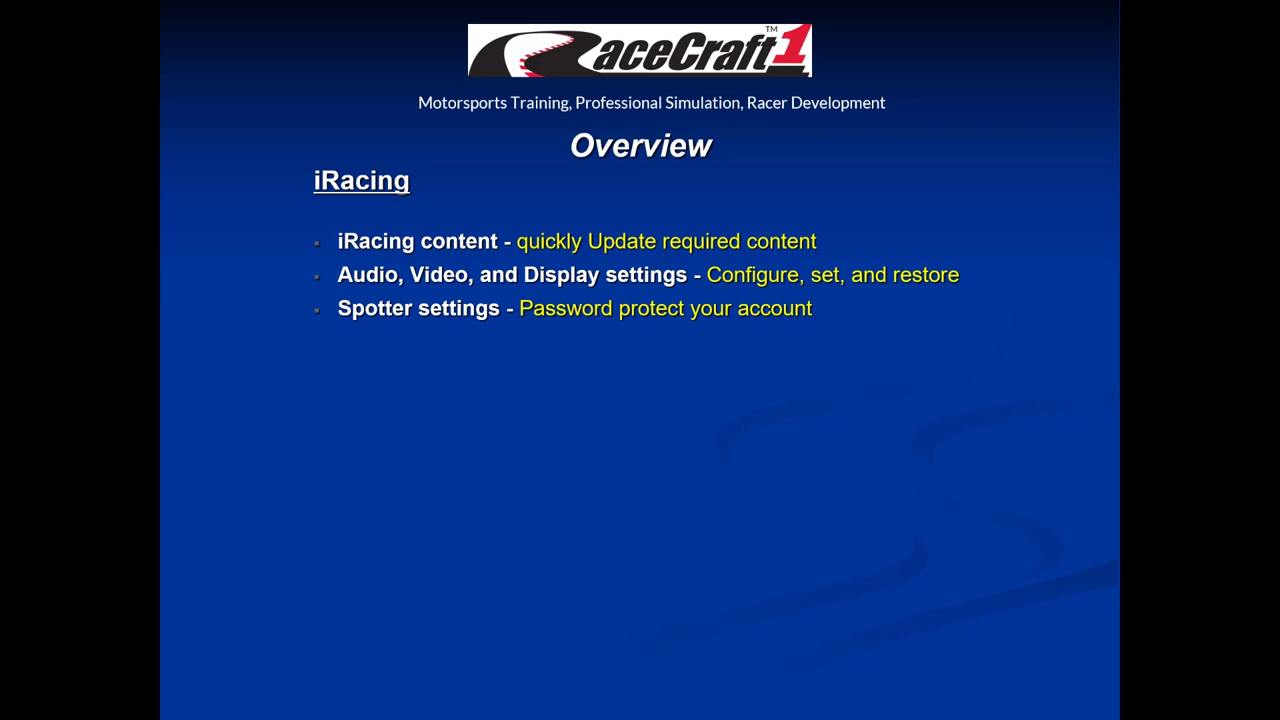 RaceCraft1™
Motorsports Training, Professional Simulation, Racer Development
Overview
iRacing
▪ iRacing content - quickly Update required content
▪ Audio, Video, and Display settings - Configure, set, and restore
▪ Spotter settings - Password protect your account